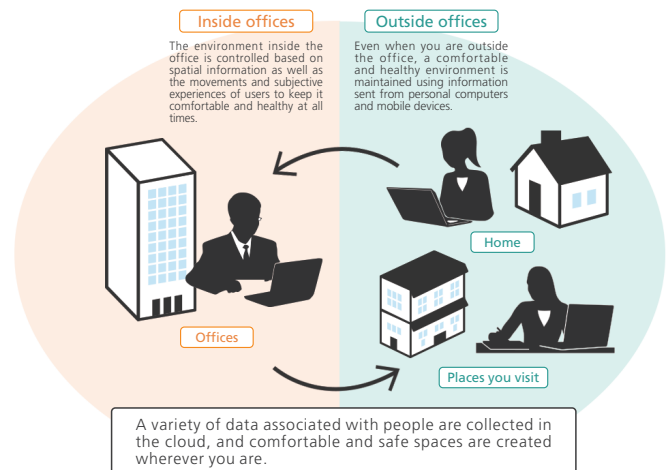 Inside offices
The environment inside the
office is controlled based on
spatial information as well as
the movements and subjective
experiences of users to keep it
comfortable and healthy at all
times.
Outside offices
Even when you are outside
the office, a comfortable
and healthy environment is
maintained using information
sent from personal computers
and mobile devices.
Home
Offices
Places you visit
A variety of data associated with people are collected in
the cloud, and comfortable and safe spaces are created
wherever you are.